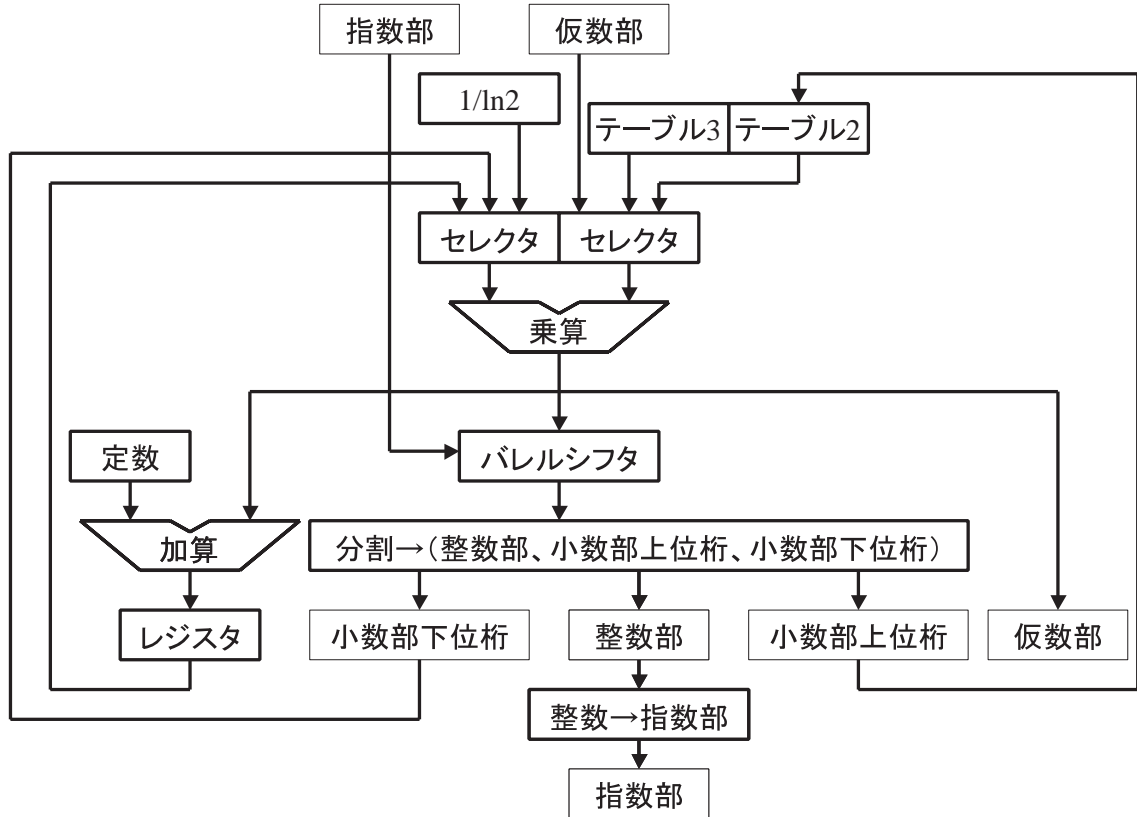 指数部
仮数部
1/ln2
テーブル3
テーブル2
セレクタ
セレクタ
乗算
定数
バレルシフタ
加算
分割→(整数部、小数部上位桁、小数部下位桁)
レジスタ
小数部下位桁
整数部
小数部上位桁
仮数部
整数→指数部
指数部